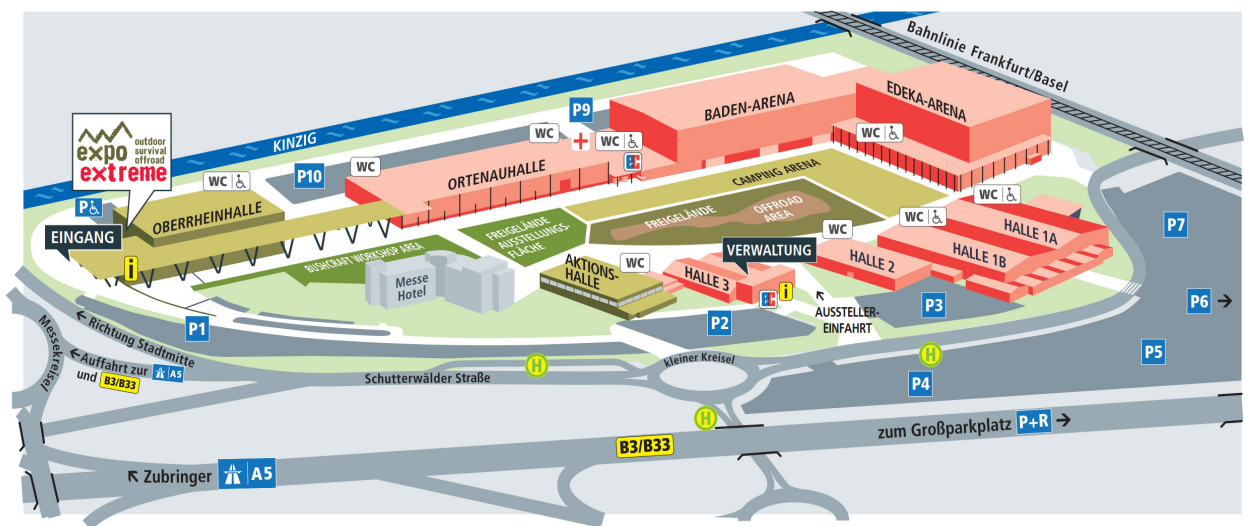 Bahnlinie Frankfurt/Basel
EDEKA-ARENA
BADEN-ARENA
P9
KINZIG
WC
WC
WC
WC
expo
outdoor
survival
offroad
extreme
WC
P10
ORTENAUHALLE
EC
CAMPING ARENA
WC
WC
P
OBERRHEINHALLE
EINGANG
i
FREIGELÄNDE
AUSSTELLUNGS-
FLÄCHE
FREIGELÄNDE
OFFROAD
AREA
BUSHCRAFT WORKSHOP AREA
Messe
Hotel
AKTIONS-
HALLE
WC
VERWALTUNG
HALLE 3
EC
i
WC
HALLE 2
HALLE 1A
HALLE 1B
AUSSTELLER-
EINFAHRT
P7
P6 →
P3
P2
P1
P5
P4
← Richtung Stadtmitte
Messekreisel
← Auffahrt zur A5
und B3/B33
Schutterwälder Straße
H
kleiner Kreisel
H
H
B3/B33
zum Großparkplatz P+R →
↖ Zubringer A5